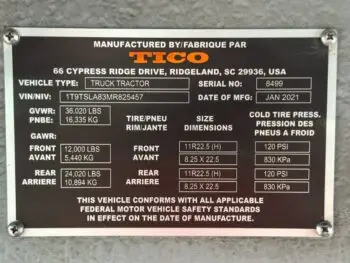 MANUFACTURED BY/FABRIQUE PAR
TICO
66 CYPRESS RIDGE DRIVE, RIDGELAND, SC 29936, USA
VEHICLE TYPE: TRUCK TRACTOR SERIAL NO. 8499
VIN/NIV: 1T9TSLA83MR825457 DATE OF MFG. JAN 2021
GVWR: 36,020 LBS
PNBE: 16,335 KG
TIRE/PNEU SIZE COLD TIRE PRESS.
RIM/JANTE DIMENSIONS PRESSION DES
PNEUS A FROID
GAWR:
FRONT 12,000 LBS 11R22.5 (H) 120 PSI
AVANT 5,440 KG 8.25 X 22.5 830 KPa
REAR 24,020 LBS 11R22.5 (H) 120 PSI
ARRIERE 10,894 KG 8.25 X 22.5 830 KPa
THIS VEHICLE CONFORMS WITH ALL APPLICABLE
FEDERAL MOTOR VEHICLE SAFETY STANDARDS
IN EFFECT ON THE DATE OF MANUFACTURE.